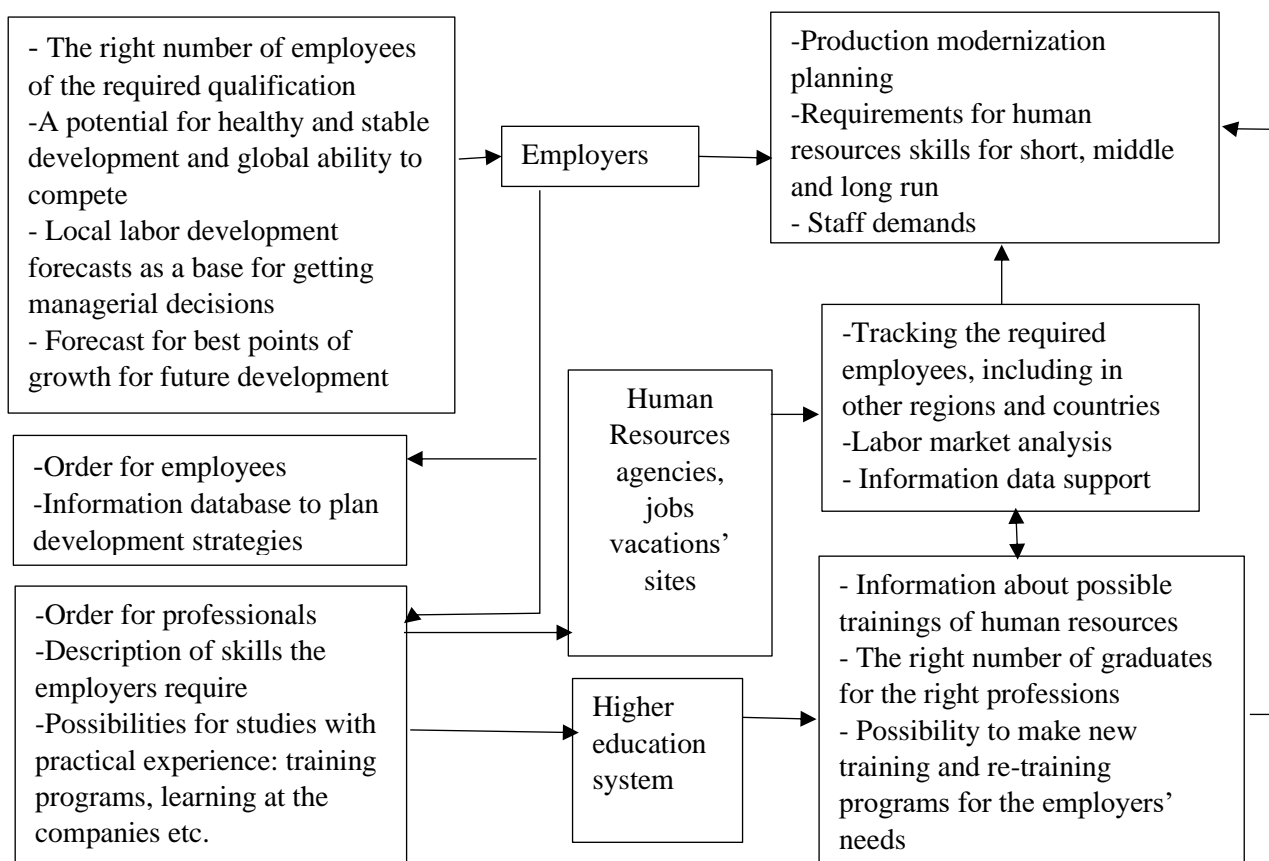 - The right number of employees
of the required qualification
-A potential for healthy and stable
development and global ability to
compete
- Local labor development
forecasts as a base for getting
managerial decisions
- Forecast for best points of
growth for future development
Employers
-Production modernization
planning
-Requirements for human
resources skills for short, middle
and long run
- Staff demands
-Order for employees
-Information database to plan
development strategies
Human
Resources
agencies,
jobs
vacations’
sites
-Tracking the required
employees, including in
other regions and countries
-Labor market analysis
- Information data support
-Order for professionals
-Description of skills the
employers require
-Possibilities for studies with
practical experience: training
programs, learning at the
companies etc.
Higher
education
system
- Information about possible
trainings of human resources
- The right number of graduates
for the right professions
- Possibility to make new
training and re-training
programs for the employers’
needs